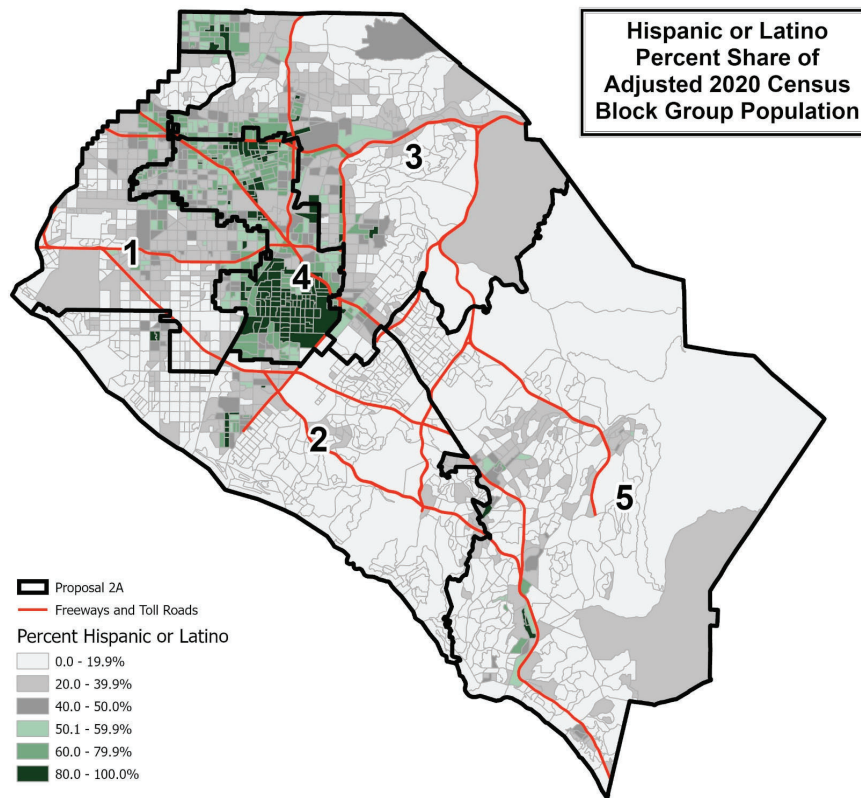 Hispanic or Latino
Percent Share of
Adjusted 2020 Census
Block Group Population
3
1
4
2
5
Proposal 2A
Freeways and Toll Roads
Percent Hispanic or Latino
0.0 - 19.9%
20.0 - 39.9%
40.0 - 50.0%
50.1 - 59.9%
60.0 - 79.9%
80.0 - 100.0%